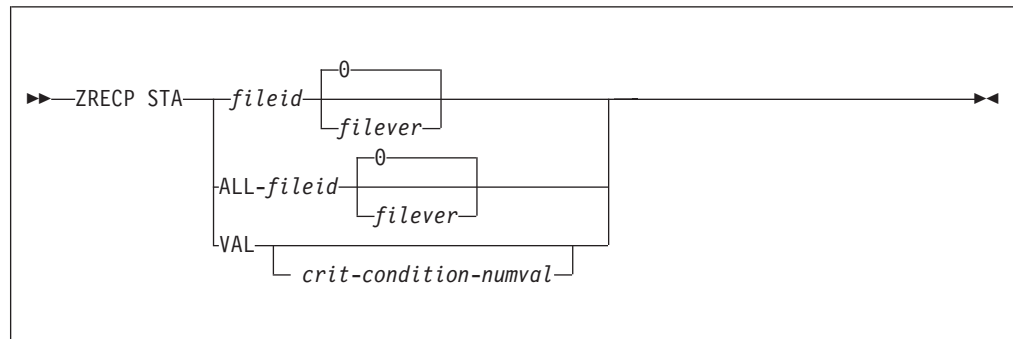 0
ZRECP STA fileid
filever
0
ALL-fileid
filever
VAL
crit-condition-numval